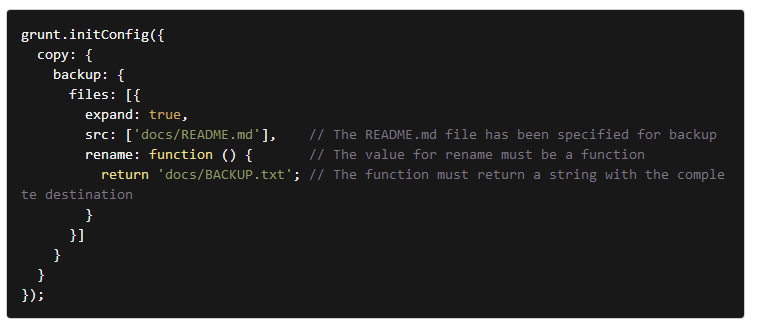 grunt.initConfig({
  copy: {
    backup: {
      files: [{
        expand: true,
        src: ['docs/README.md'],    // The README.md file has been specified for backup
        rename: function () {       // The value for rename must be a function
          return 'docs/BACKUP.txt'; // The function must return a string with the comple
te destination
        }
      }]
    }
  }
});